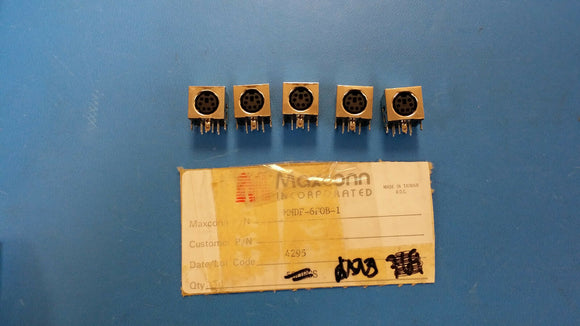 Maxconn
INCORPORATED
MADE IN TAIWAN
R.O.C.
Maxconn P/N MMDF-6P0B-1
Customer P/N
Date/Lot Code 4295
Qty